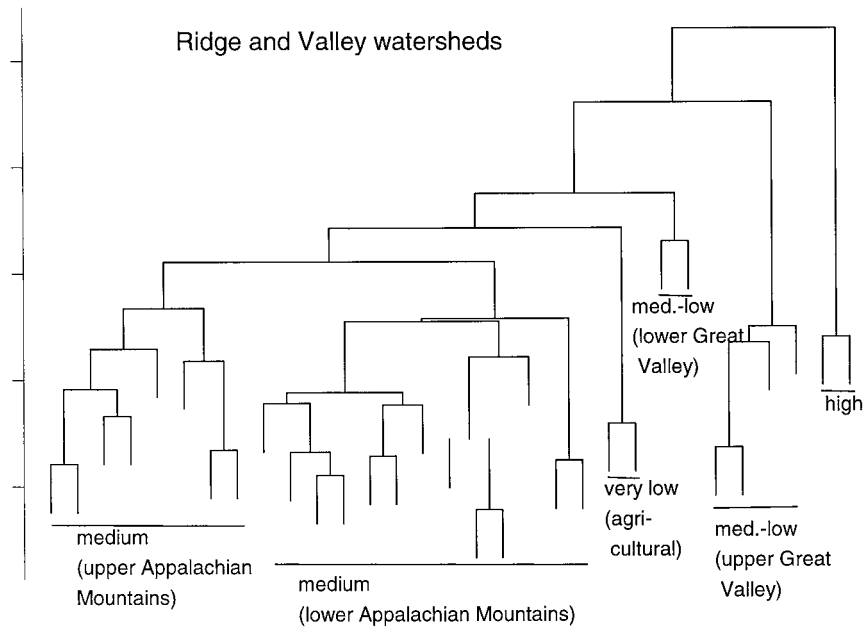 Ridge and Valley watersheds
med.-low
(lower Great
Valley)
high
very low
(agri-
cultural)
med.-low
(upper Great
Valley)
medium
(upper Appalachian
Mountains)
medium
(lower Appalachian Mountains)